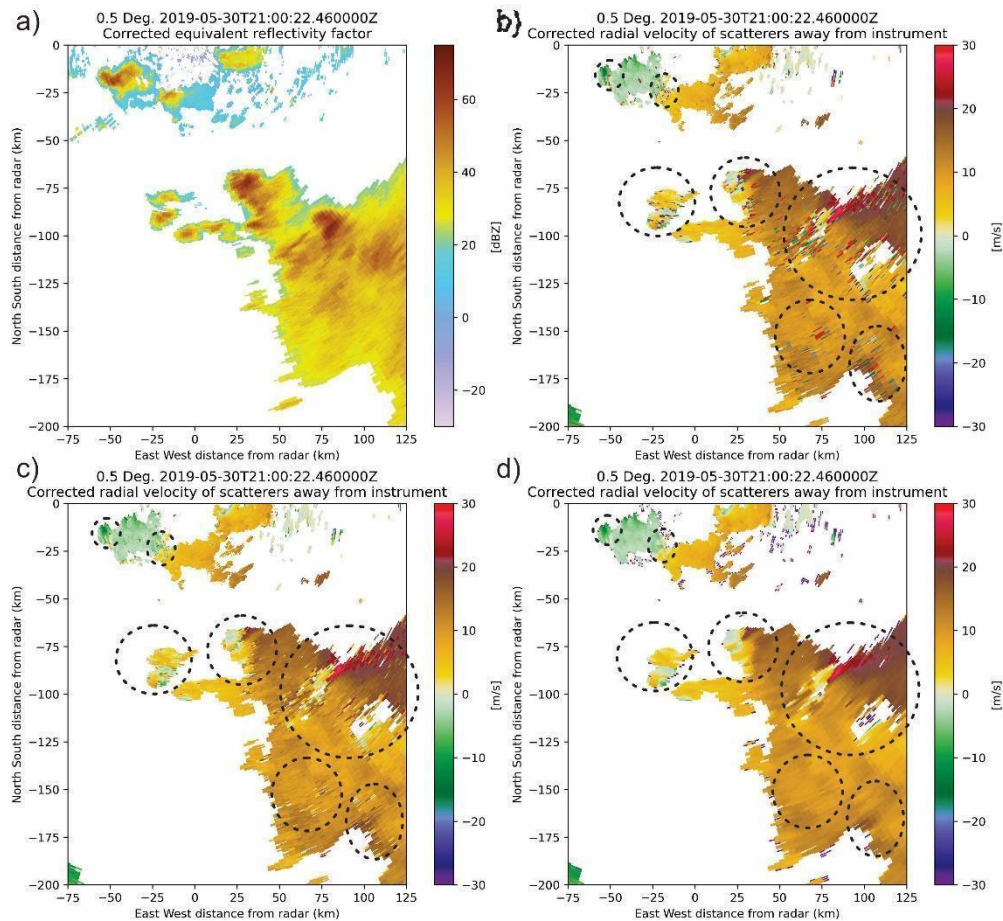 a)
0.5 Deg. 2019-05-30T21:00:22.460000Z
Corrected equivalent reflectivity factor
North South distance from radar (km)
0
−25
−50
−75
−100
−125
−150
−175
−200
−75 −50 −25 0 25 50 75 100 125
East West distance from radar (km)
60
40
20
0
−20
[dBZ]
b)
0.5 Deg. 2019-05-30T21:00:22.460000Z
Corrected radial velocity of scatterers away from instrument
North South distance from radar (km)
0
−25
−50
−75
−100
−125
−150
−175
−200
−75 −50 −25 0 25 50 75 100 125
East West distance from radar (km)
30
20
10
0
−10
−20
−30
[m/s]
c)
0.5 Deg. 2019-05-30T21:00:22.460000Z
Corrected radial velocity of scatterers away from instrument
North South distance from radar (km)
0
−25
−50
−75
−100
−125
−150
−175
−200
−75 −50 −25 0 25 50 75 100 125
East West distance from radar (km)
30
20
10
0
−10
−20
−30
[m/s]
d)
0.5 Deg. 2019-05-30T21:00:22.460000Z
Corrected radial velocity of scatterers away from instrument
North South distance from radar (km)
0
−25
−50
−75
−100
−125
−150
−175
−200
−75 −50 −25 0 25 50 75 100 125
East West distance from radar (km)
30
20
10
0
−10
−20
−30
[m/s]